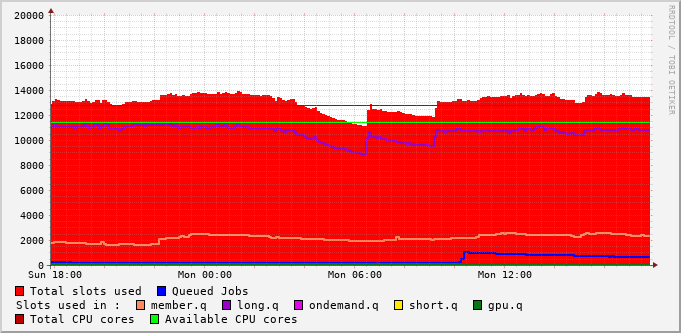 20000
18000
16000
14000
12000
10000
8000
6000
4000
2000
0
Sun 18:00 Mon 00:00 Mon 06:00 Mon 12:00
RRDTOOL / TOBI OETIKER
Total slots used Queued Jobs
Slots used in : member.q long.q ondemand.q short.q gpu.q
Total CPU cores Available CPU cores